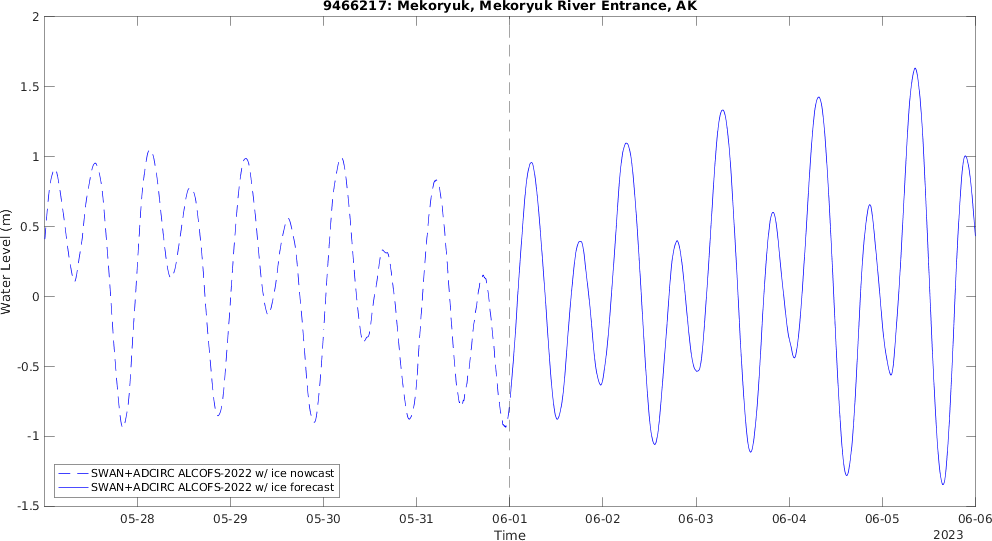 9466217: Mekoryuk, Mekoryuk River Entrance, AK
2
1.5
1
0.5
0
-0.5
-1
-1.5
Water Level (m)
SWAN+ADCIRC ALCOFS-2022 w/ ice nowcast
SWAN+ADCIRC ALCOFS-2022 w/ ice forecast
05-28 05-29 05-30 05-31 06-01 06-02 06-03 06-04 06-05 06-06
Time
2023